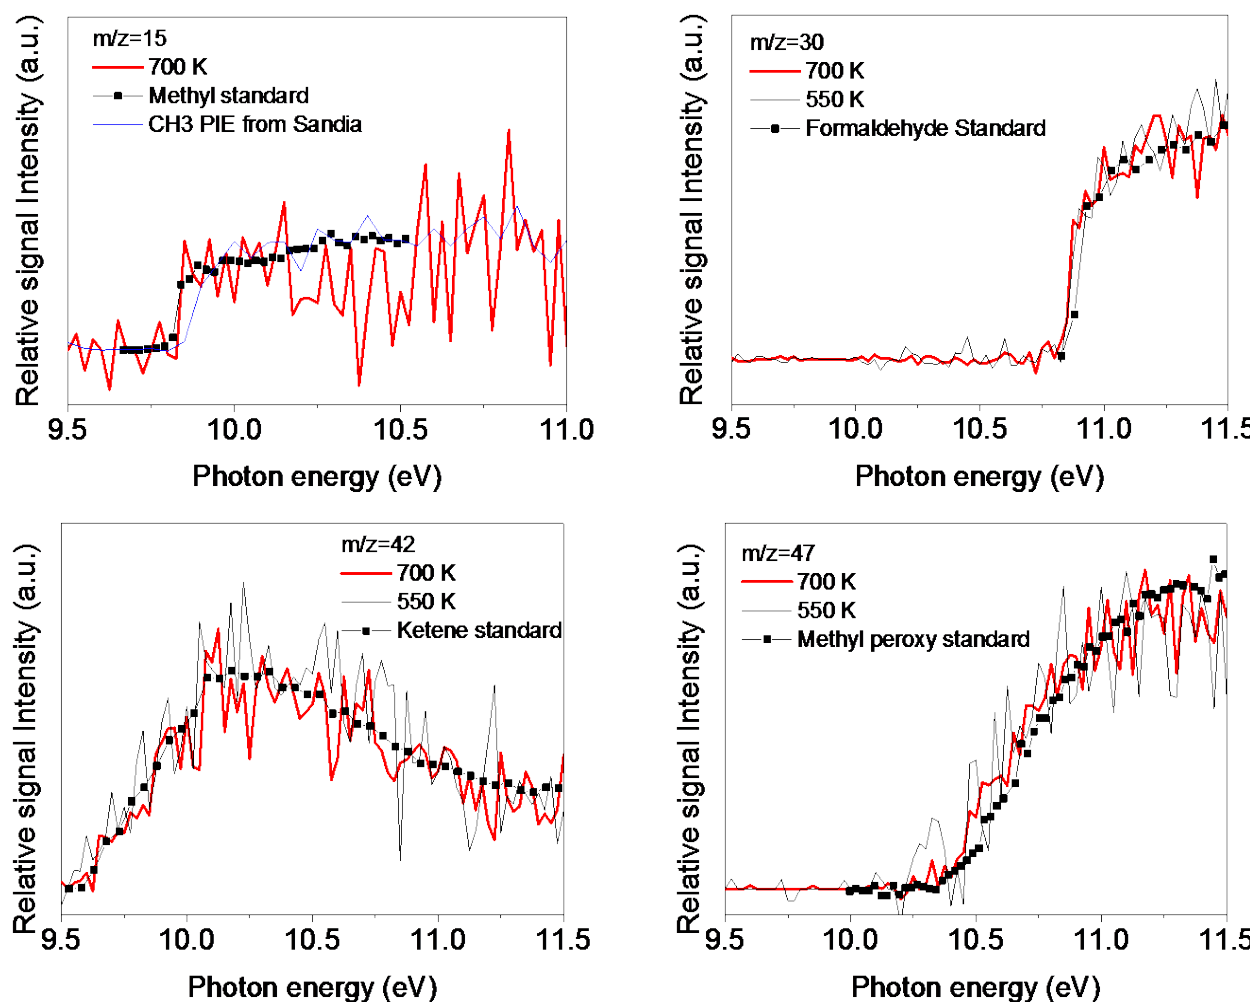 Relative signal Intensity (a.u.)
m/z=15
700 K
Methyl standard
CH3 PIE from Sandia
9.5 10.0 10.5 11.0
Photon energy (eV)
Relative signal Intensity (a.u.)
m/z=30
700 K
550 K
Formaldehyde Standard
9.5 10.0 10.5 11.0 11.5
Photon energy (eV)
Relative signal Intensity (a.u.)
m/z=42
700 K
550 K
Ketene standard
9.5 10.0 10.5 11.0 11.5
Photon energy (eV)
Relative signal Intensity (a.u.)
m/z=47
700 K
550 K
Methyl peroxy standard
9.5 10.0 10.5 11.0 11.5
Photon energy (eV)